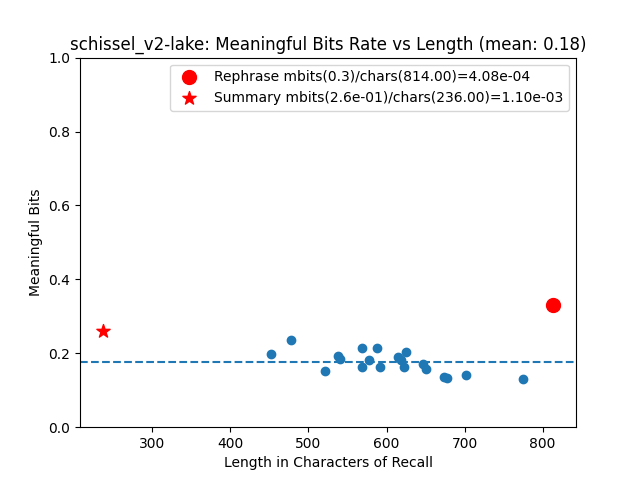 schissel_v2-lake: Meaningful Bits Rate vs Length (mean: 0.18)
Rephrase mbits(0.3)/chars(814.00)=4.08e-04
Summary mbits(2.6e-01)/chars(236.00)=1.10e-03
Meaningful Bits
1.0
0.8
0.6
0.4
0.2
0.0
300 400 500 600 700 800
Length in Characters of Recall